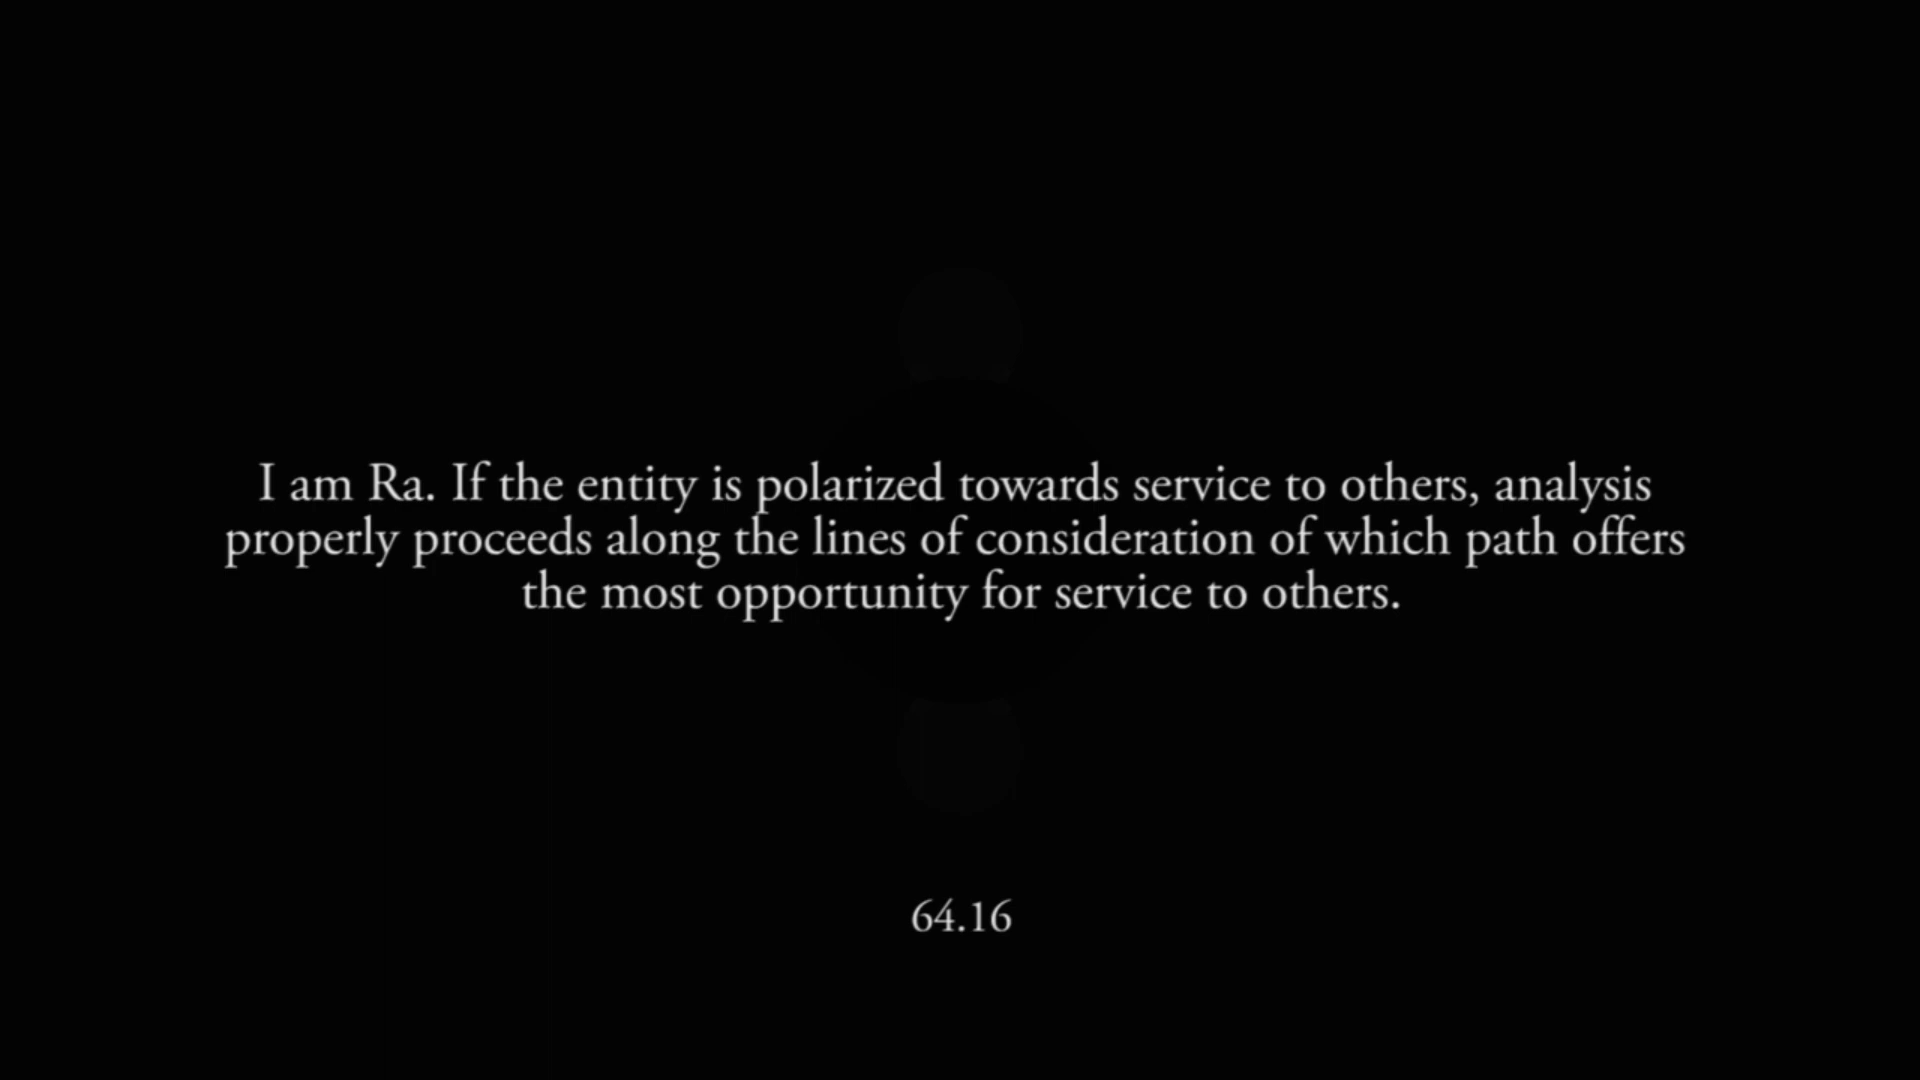 I am Ra. If the entity is polarized towards service to others, analysis
properly proceeds along the lines of consideration of which path offers
the most opportunity for service to others.
64.16